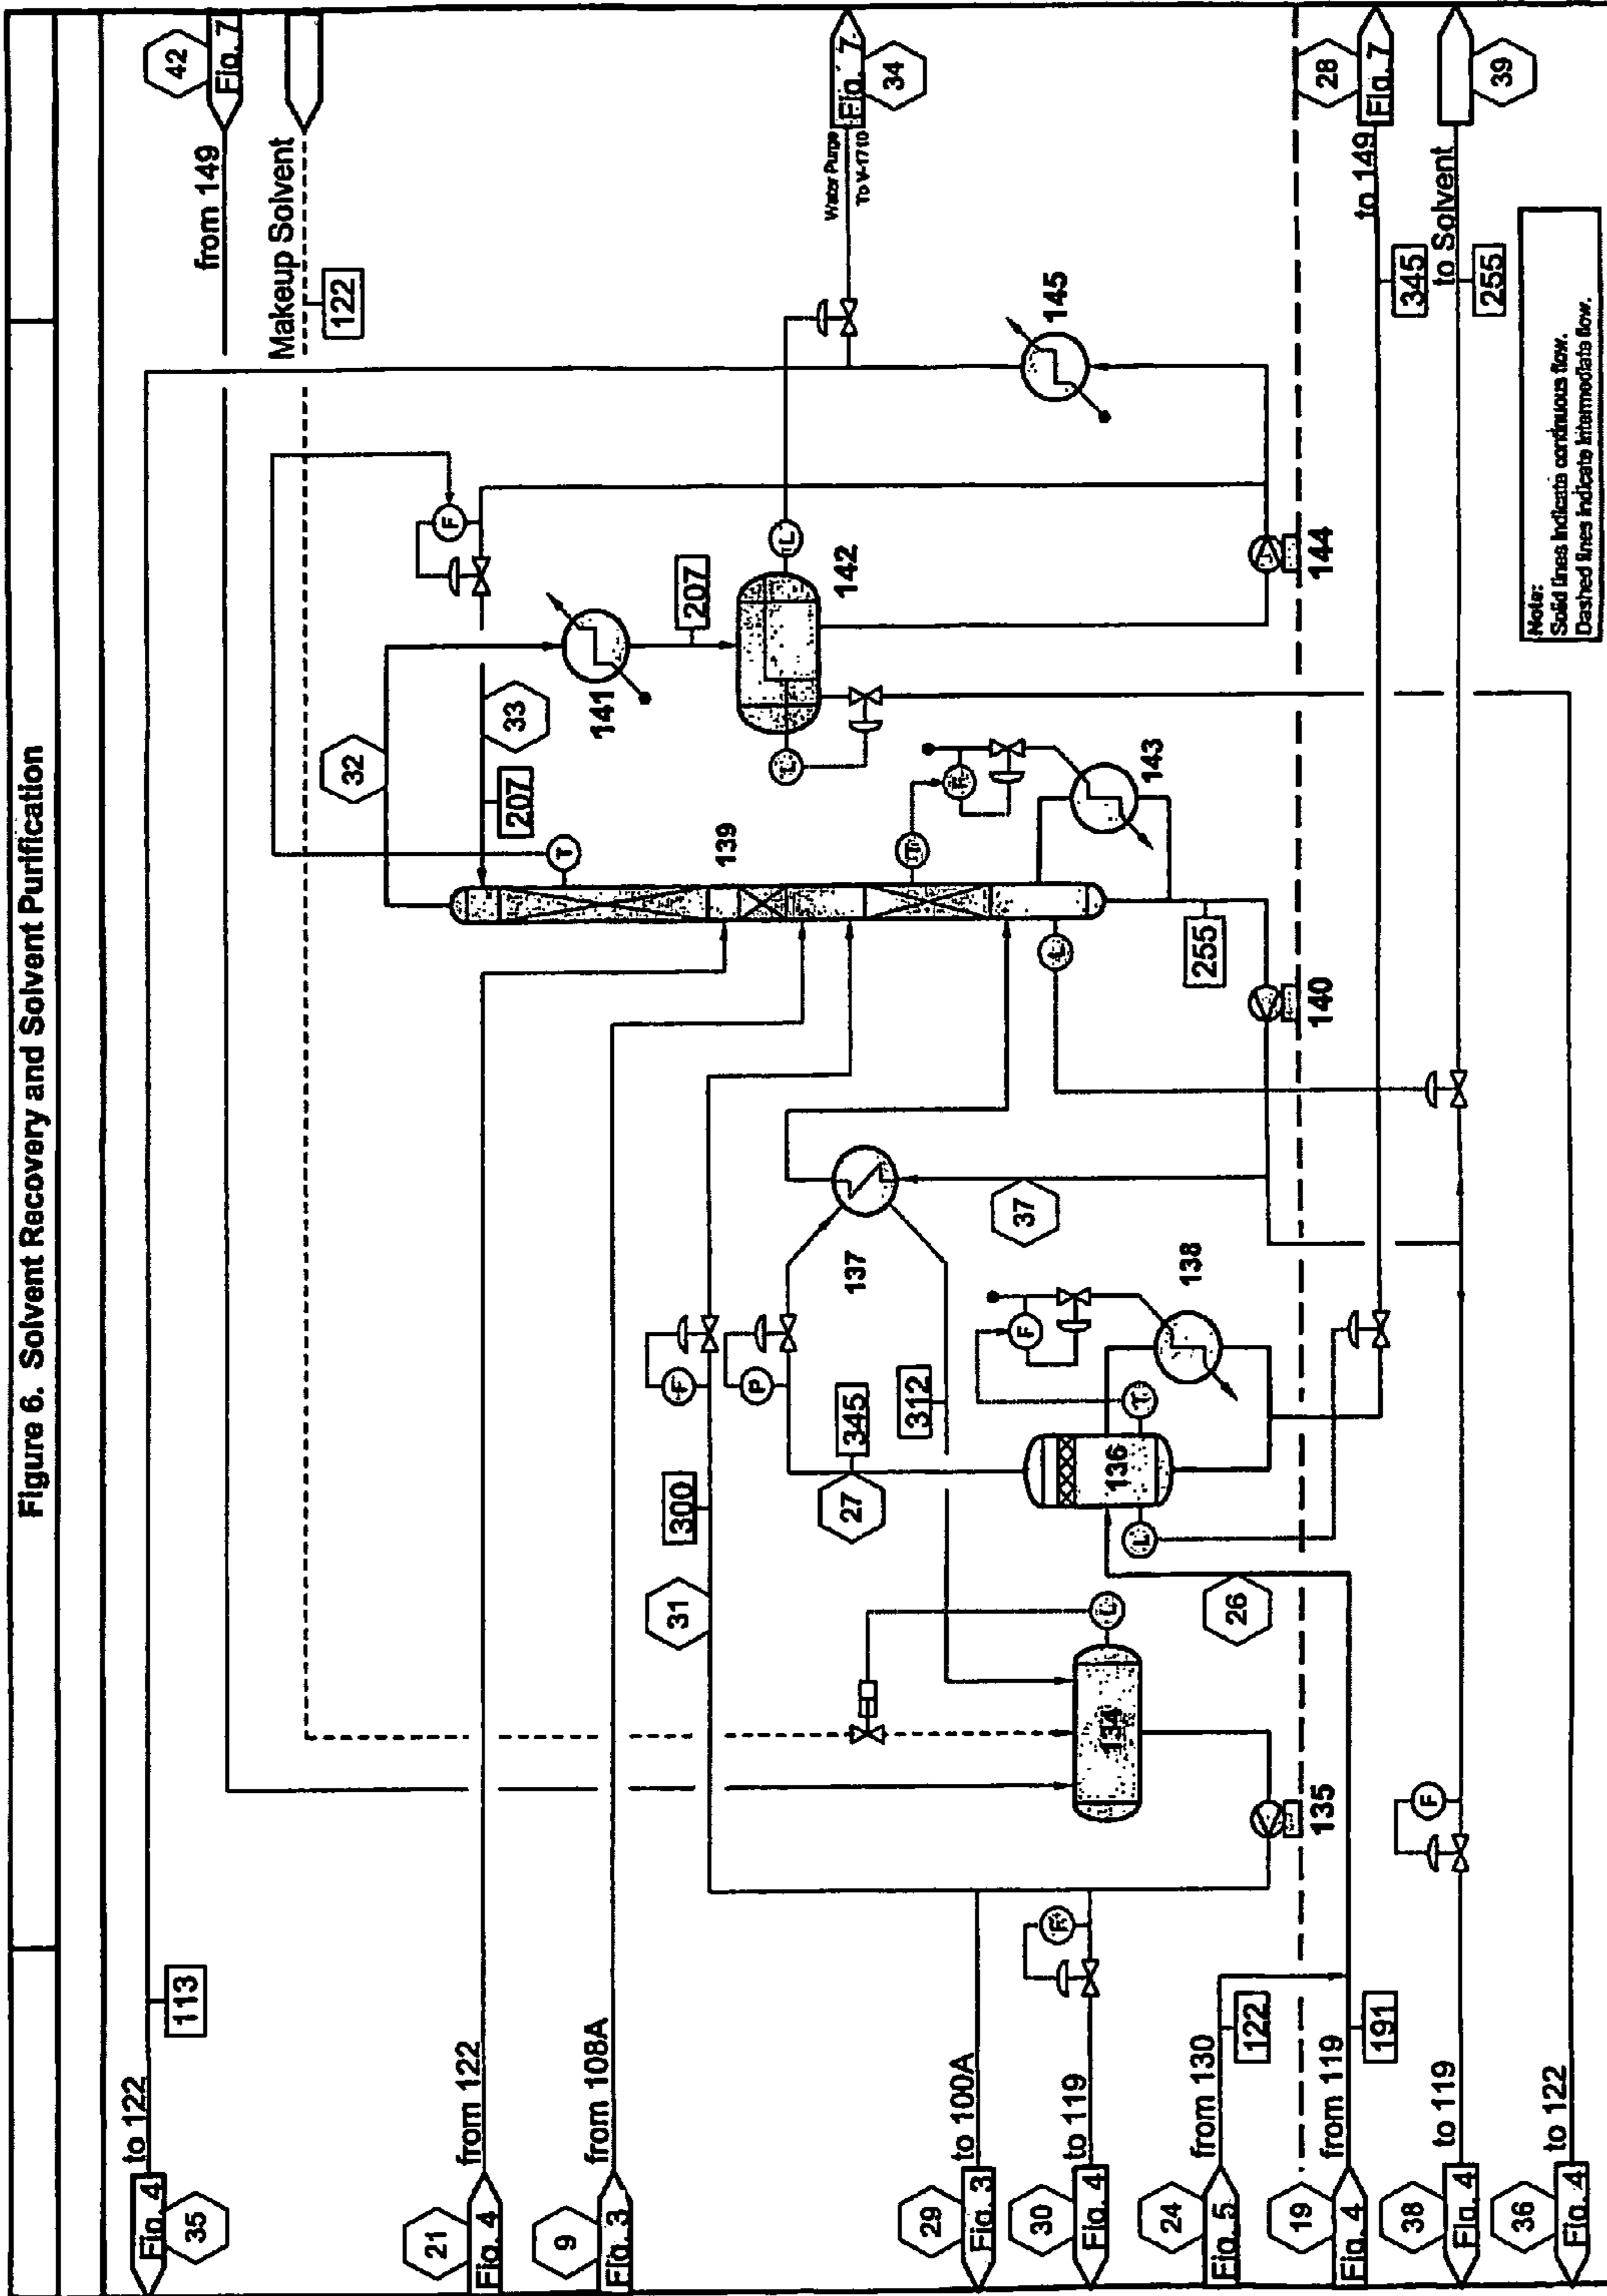 Figure 6. Solvent Recovery and Solvent Purification
Fig. 4
35
to 122
113
42
Fig. 7
from 149
Makeup Solvent
122
21
Fig. 4
from 122
9
Fig. 3
from 108A
32
33
207
T
F
141
207
142
L
L
Water Purge
To V-1710
Fig. 7
34
145
144
139
T
F
143
L
255
140
31
300
F
P
27
345
137
312
37
138
F
T
136
L
26
134
L
135
29
Fig. 3
to 100A
30
Fig. 4
to 119
F
24
Fig. 5
from 130
122
19
Fig. 4
from 119
191
38
Fig. 4
to 119
F
36
Fig. 4
to 122
28
Fig. 7
to 149
345
to Solvent
255
39
Note:
Solid lines indicate continuous flow.
Dashed lines indicate intermediate flow.